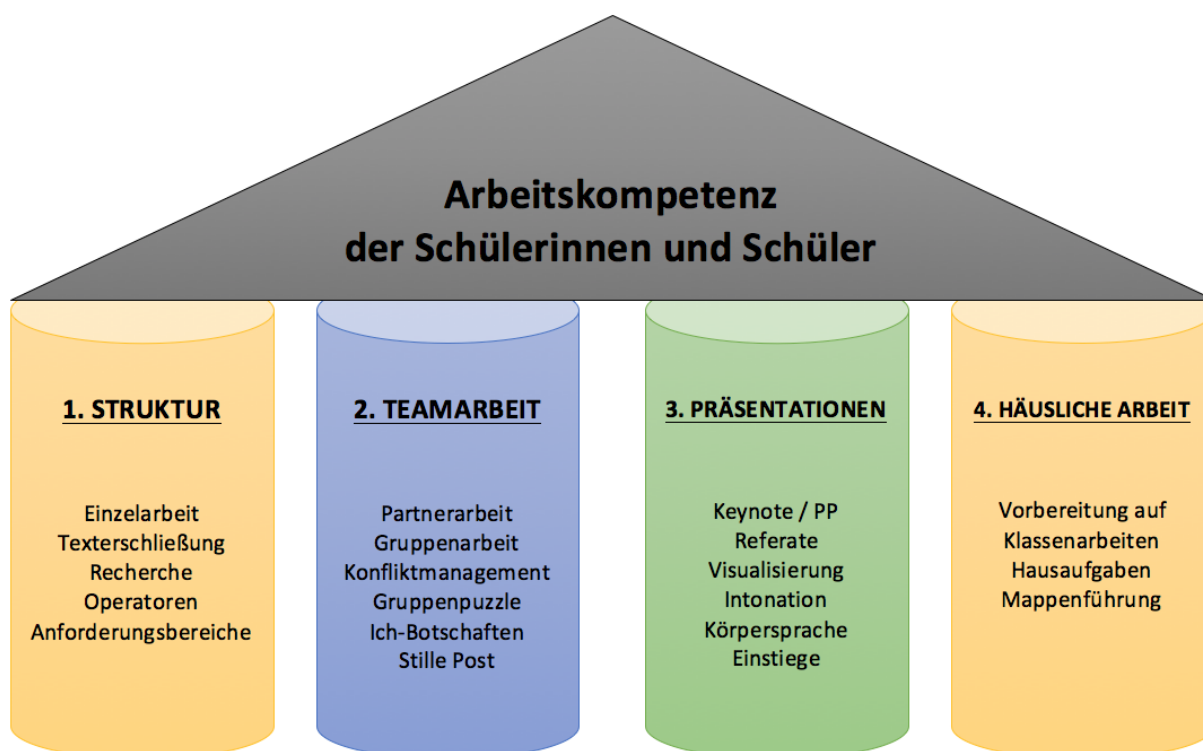 Arbeitskompetenz
der Schülerinnen und Schüler
1. STRUKTUR
Einzelarbeit
Texterschließung
Recherche
Operatoren
Anforderungsbereiche
2. TEAMARBEIT
Partnerarbeit
Gruppenarbeit
Konfliktmanagement
Gruppenpuzzle
Ich-Botschaften
Stille Post
3. PRÄSENTATIONEN
Keynote / PP
Referate
Visualisierung
Intonation
Körpersprache
Einstiege
4. HÄUSLICHE ARBEIT
Vorbereitung auf
Klassenarbeiten
Hausaufgaben
Mappenführung